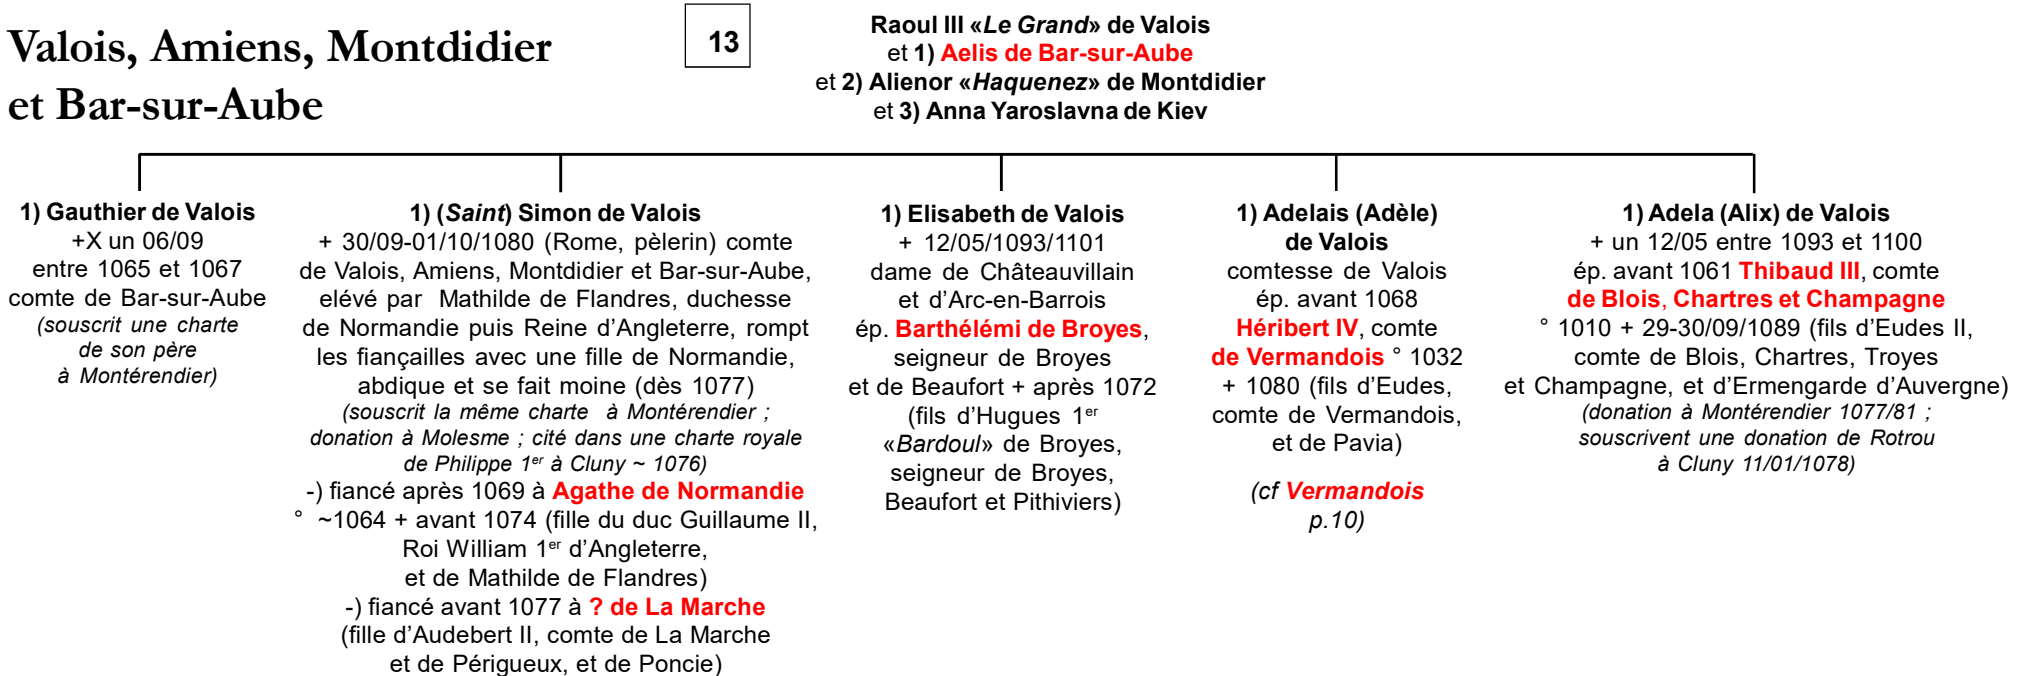 Valois, Amiens, Montdidier
et Bar-sur-Aube
13
Raoul III «Le Grand» de Valois
et 1) Aelis de Bar-sur-Aube
et 2) Alienor «Haquenez» de Montdidier
et 3) Anna Yaroslavna de Kiev
1) Gauthier de Valois
+X un 06/09
entre 1065 et 1067
comte de Bar-sur-Aube
(souscrit une charte
de son père
à Montérendier)
1) (Saint) Simon de Valois
+ 30/09-01/10/1080 (Rome, pèlerin) comte
de Valois, Amiens, Montdidier et Bar-sur-Aube,
elévé par Mathilde de Flandres, duchesse
de Normandie puis Reine d’Angleterre, rompt
les fiançailles avec une fille de Normandie,
abdique et se fait moine (dès 1077)
(souscrit la même charte à Montérendier ;
donation à Molesme ; cité dans une charte royale
de Philippe 1er à Cluny ~ 1076)
-) fiancé après 1069 à Agathe de Normandie
° ~1064 + avant 1074 (fille du duc Guillaume II,
Roi William 1er d’Angleterre,
et de Mathilde de Flandres)
-) fiancé avant 1077 à ? de La Marche
(fille d’Audebert II, comte de La Marche
et de Périgueux, et de Poncie)
1) Elisabeth de Valois
+ 12/05/1093/1101
dame de Châteauvillain
et d’Arc-en-Barrois
ép. Barthélémi de Broyes,
seigneur de Broyes
et de Beaufort + après 1072
(fils d’Hugues 1er
«Bardoul» de Broyes,
seigneur de Broyes,
Beaufort et Pithiviers)
1) Adelais (Adèle)
de Valois
comtesse de Valois
ép. avant 1068
Héribert IV, comte
de Vermandois ° 1032
+ 1080 (fils d’Eudes,
comte de Vermandois,
et de Pavia)
(cf Vermandois
p.10)
1) Adela (Alix) de Valois
+ un 12/05 entre 1093 et 1100
ép. avant 1061 Thibaud III, comte
de Blois, Chartres et Champagne
° 1010 + 29-30/09/1089 (fils d’Eudes II,
comte de Blois, Chartres, Troyes
et Champagne, et d’Ermengarde d’Auvergne)
(donation à Montérendier 1077/81 ;
souscrivent une donation de Rotrou
à Cluny 11/01/1078)